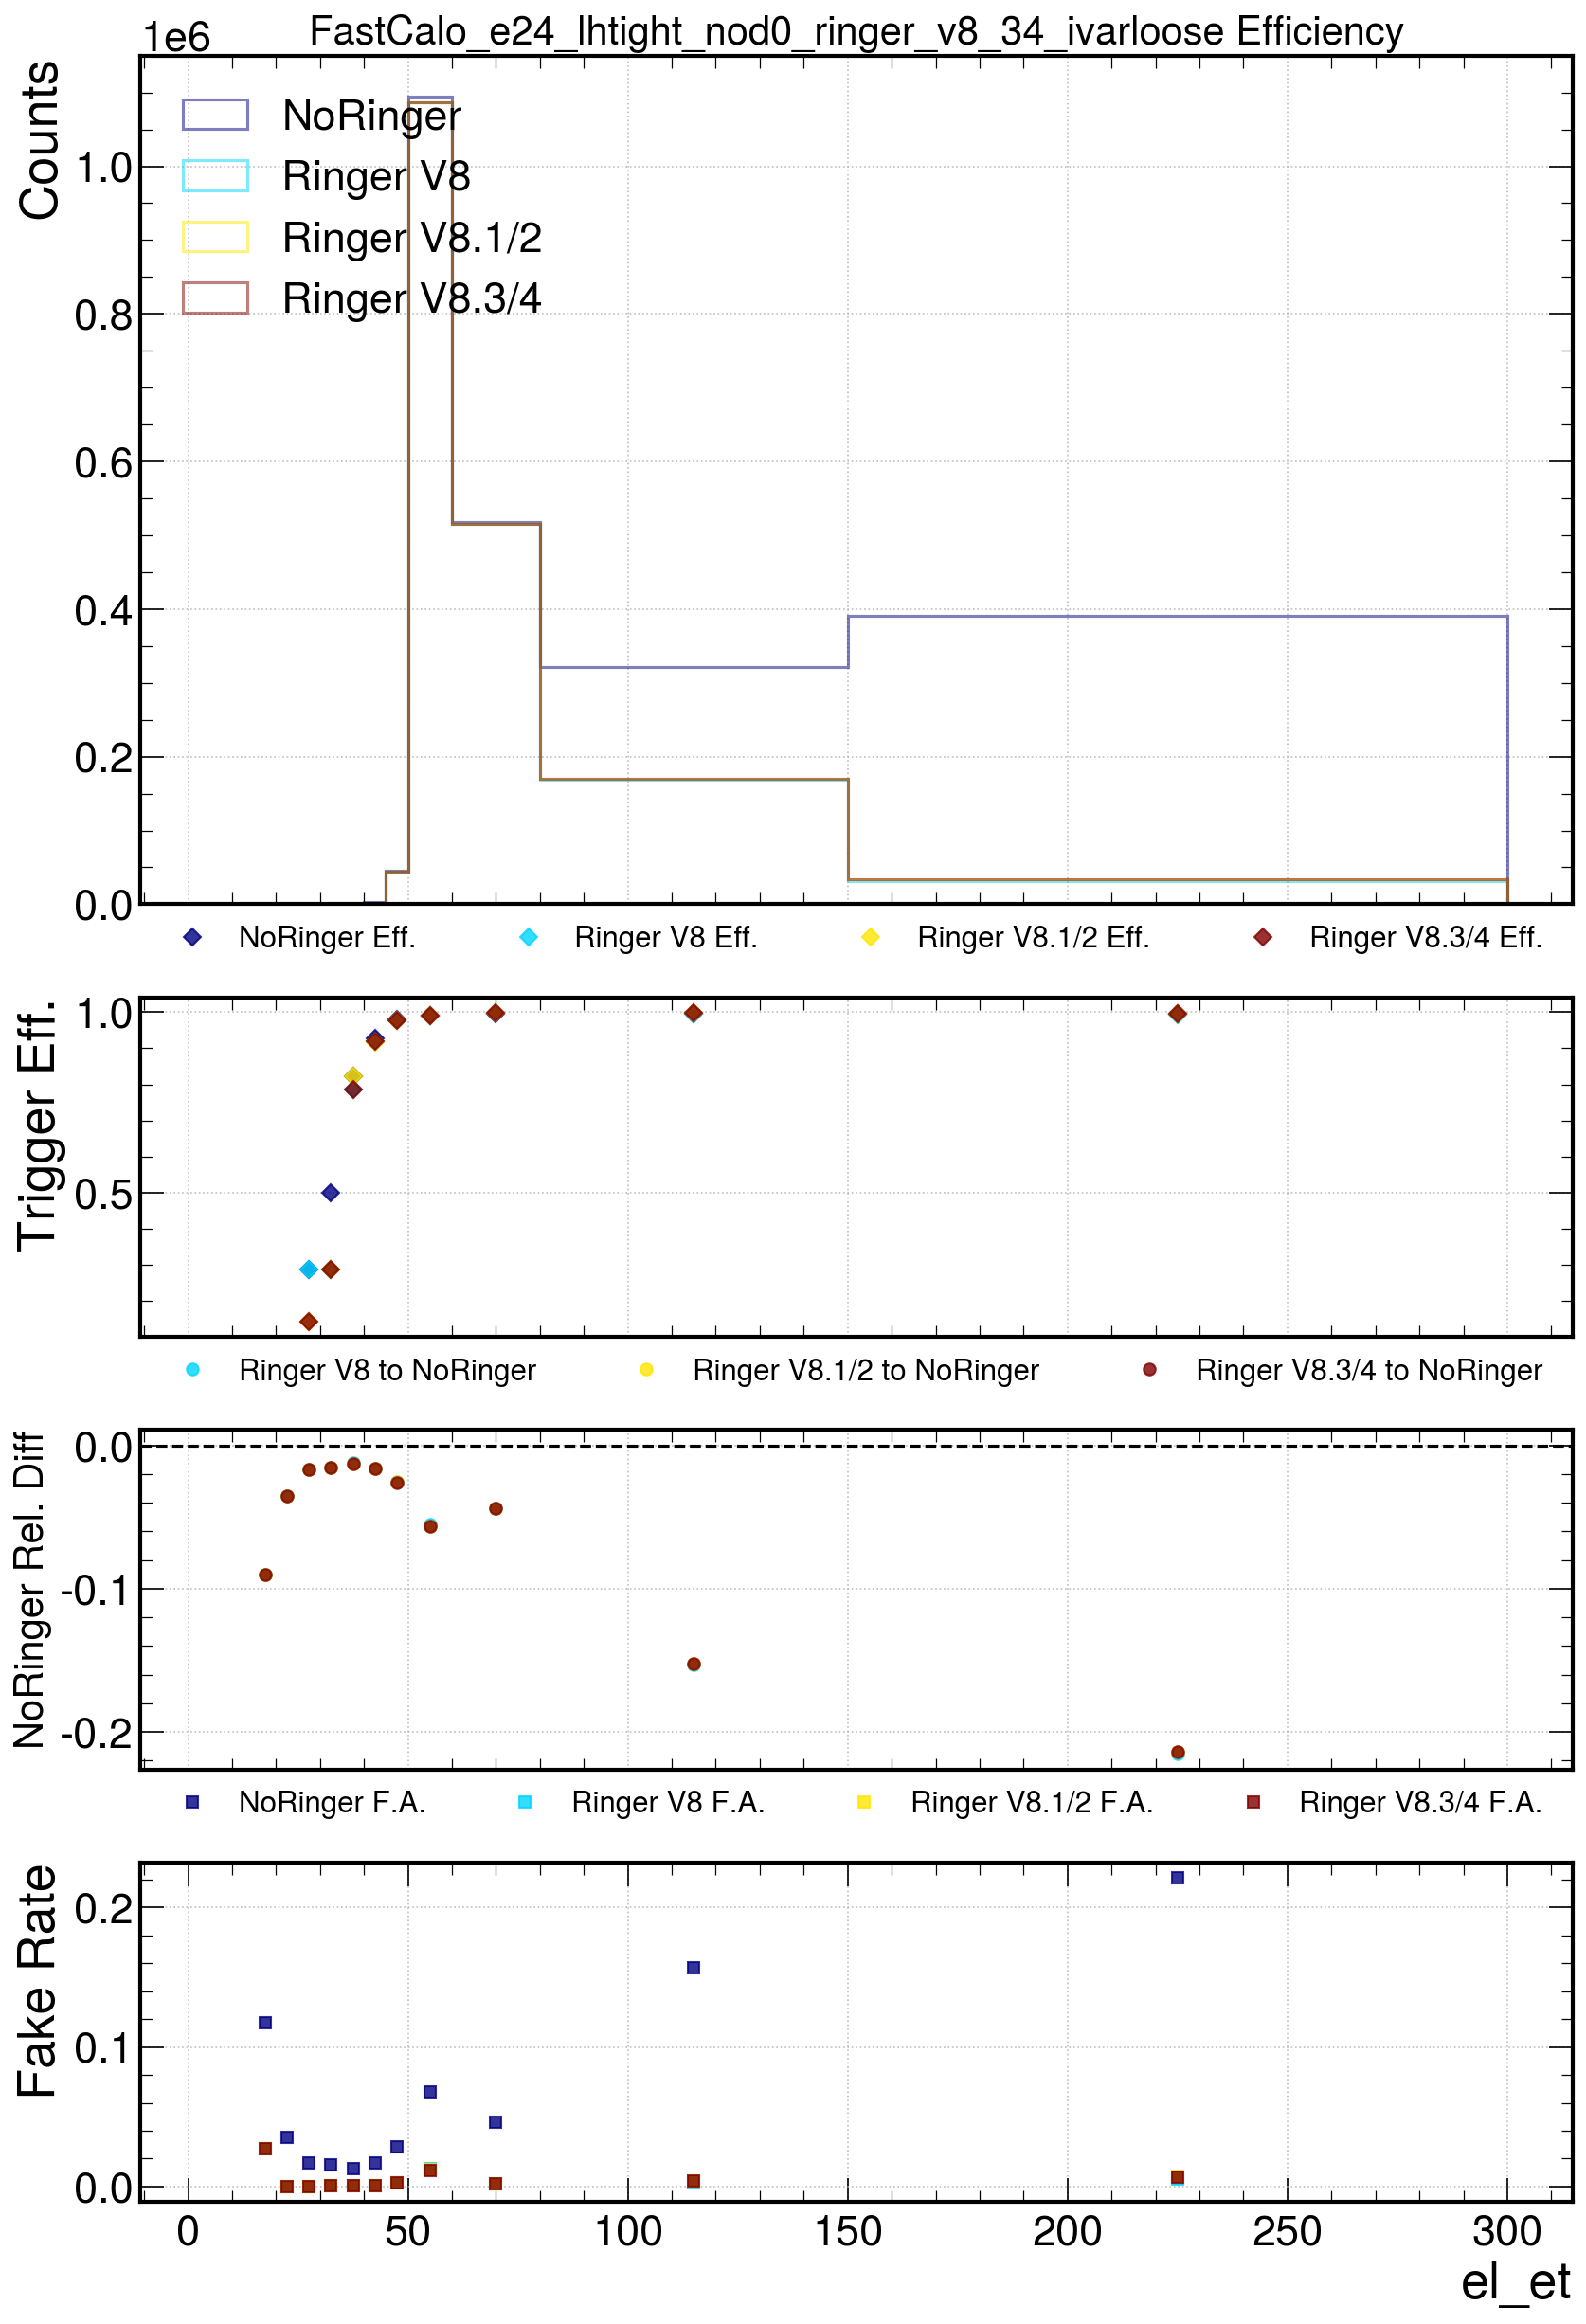 1e6
FastCalo_e24_lhtight_nod0_ringer_v8_34_ivarloose Efficiency
Counts
NoRinger
Ringer V8
Ringer V8.1/2
Ringer V8.3/4
1.0
0.8
0.6
0.4
0.2
0.0
NoRinger Eff. Ringer V8 Eff. Ringer V8.1/2 Eff. Ringer V8.3/4 Eff.
Trigger Eff.
1.0
0.5
Ringer V8 to NoRinger Ringer V8.1/2 to NoRinger Ringer V8.3/4 to NoRinger
NoRinger Rel. Diff
0.0
-0.1
-0.2
NoRinger F.A. Ringer V8 F.A. Ringer V8.1/2 F.A. Ringer V8.3/4 F.A.
Fake Rate
0.2
0.1
0.0
0 50 100 150 200 250 300
el_et